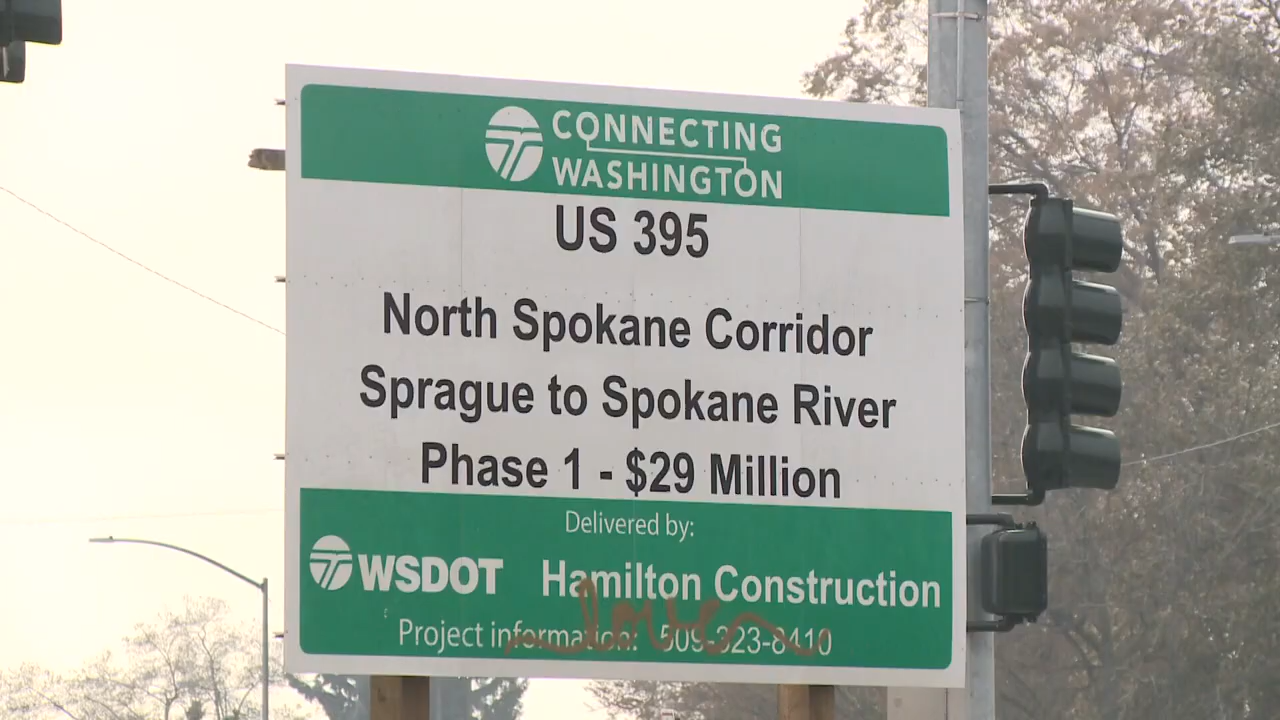 CONNECTING
WASHINGTON
US 395
North Spokane Corridor
Sprague to Spokane River
Phase 1 - $29 Million
Delivered by:
WSDOT Hamilton Construction
Project information: 509-323-8410
love